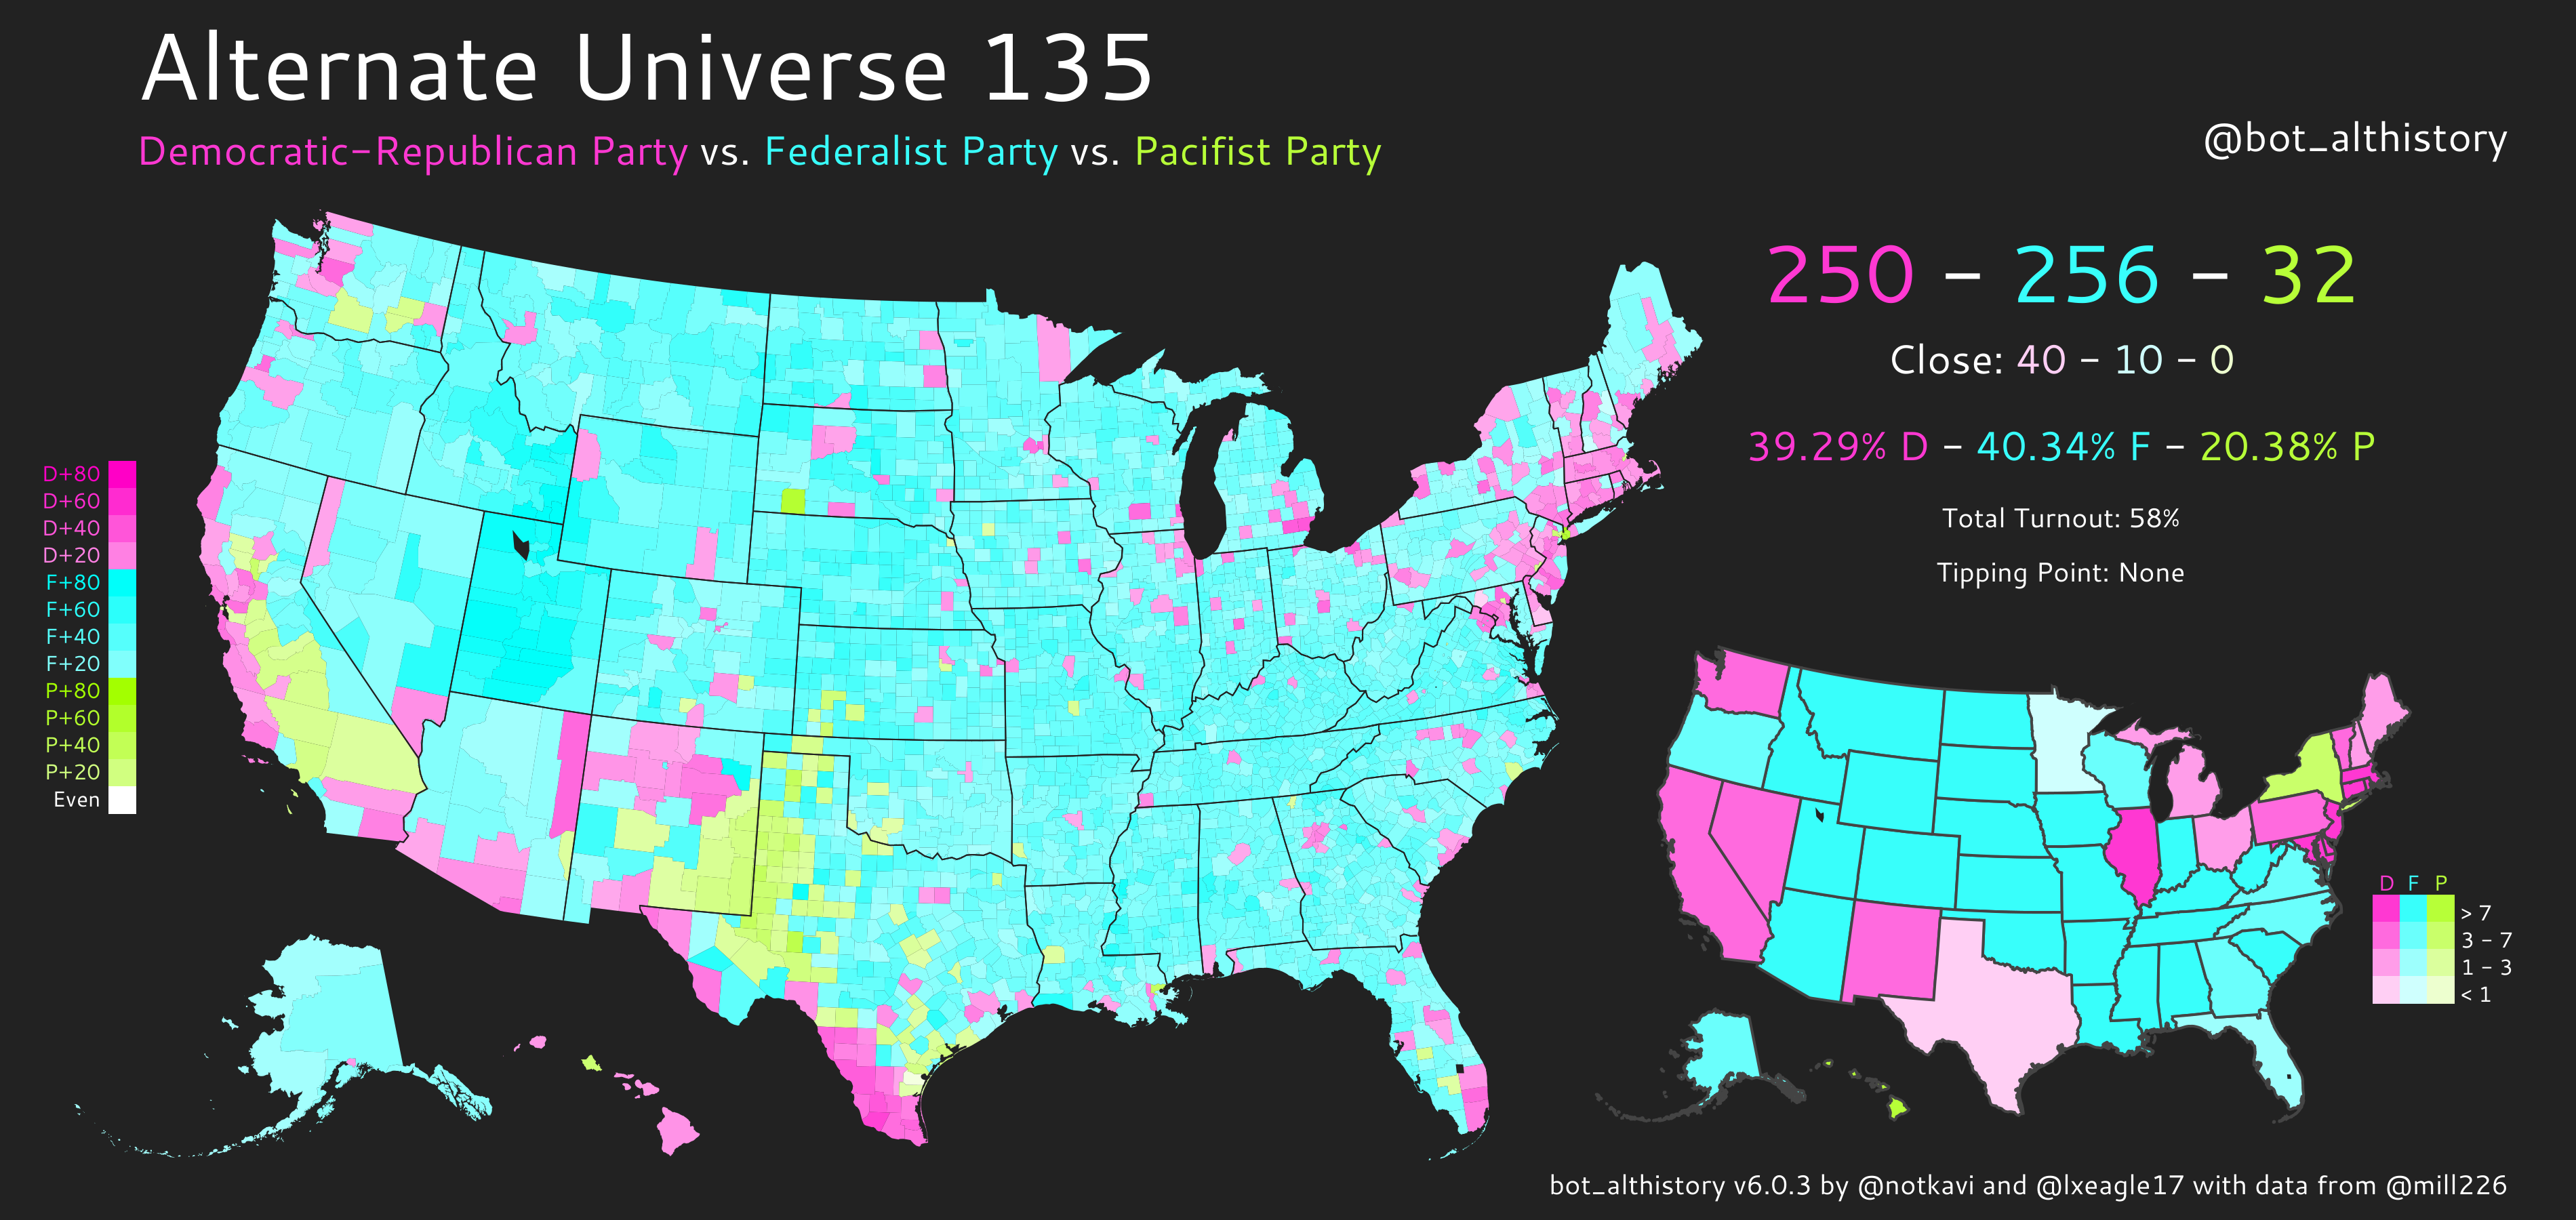 Alternate Universe 135
Democratic-Republican Party vs. Federalist Party vs. Pacifist Party
@bot_althistory
250 - 256 - 32
Close: 40 - 10 - 0
39.29% D - 40.34% F - 20.38% P
Total Turnout: 58%
Tipping Point: None
D+80
D+60
D+40
D+20
F+80
F+60
F+40
F+20
P+80
P+60
P+40
P+20
Even
D F P
> 7
3 - 7
1 - 3
< 1
bot_althistory v6.0.3 by @notkavi and @lxeagle17 with data from @mill226